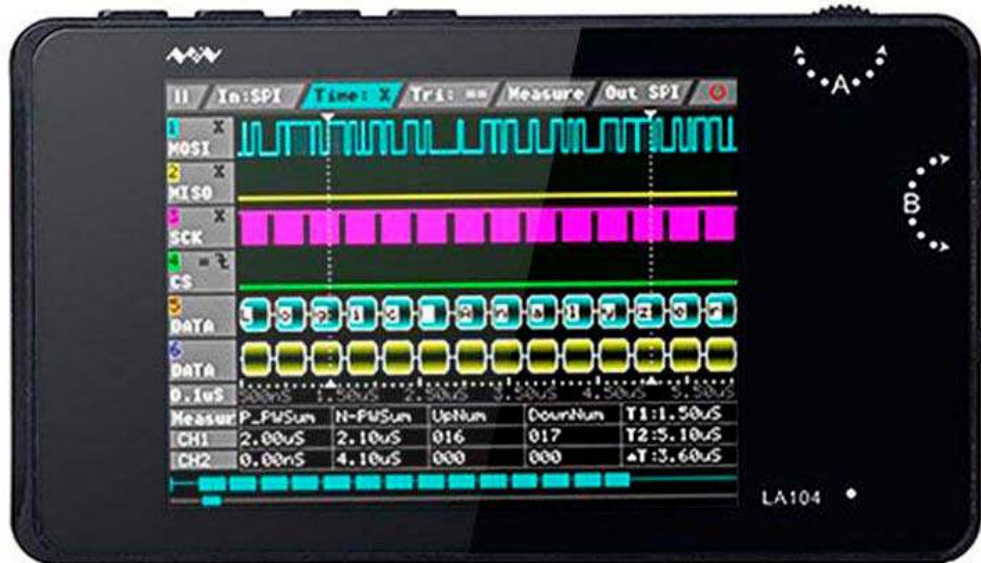 In:SPI Time: X Tri: == Measure Out SPI
1 X
MOSI
2 X
MISO
3 X
SCK
4 =
CS
5
DATA L o g i c A n a l y z e r
6
DATA
0.1uS 500nS 1.50uS 2.50uS 3.50uS 4.50uS 5.50uS
Measur P_PWSum N-PWSum UpNum DownNum T1:1.50uS
CH1 2.00uS 2.10uS 016 017 T2:5.10uS
CH2 0.00nS 4.10uS 000 000 ▲T:3.60uS
A
B
LA104